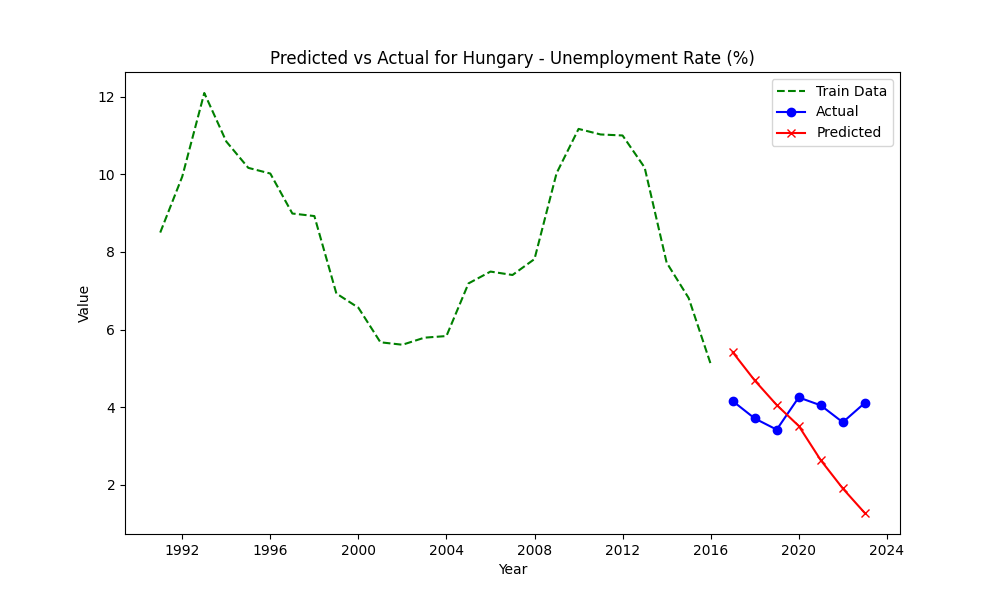 Predicted vs Actual for Hungary - Unemployment Rate (%)
Train Data
Actual
Predicted
12
10
8
6
4
2
Value
1992 1996 2000 2004 2008 2012 2016 2020 2024
Year